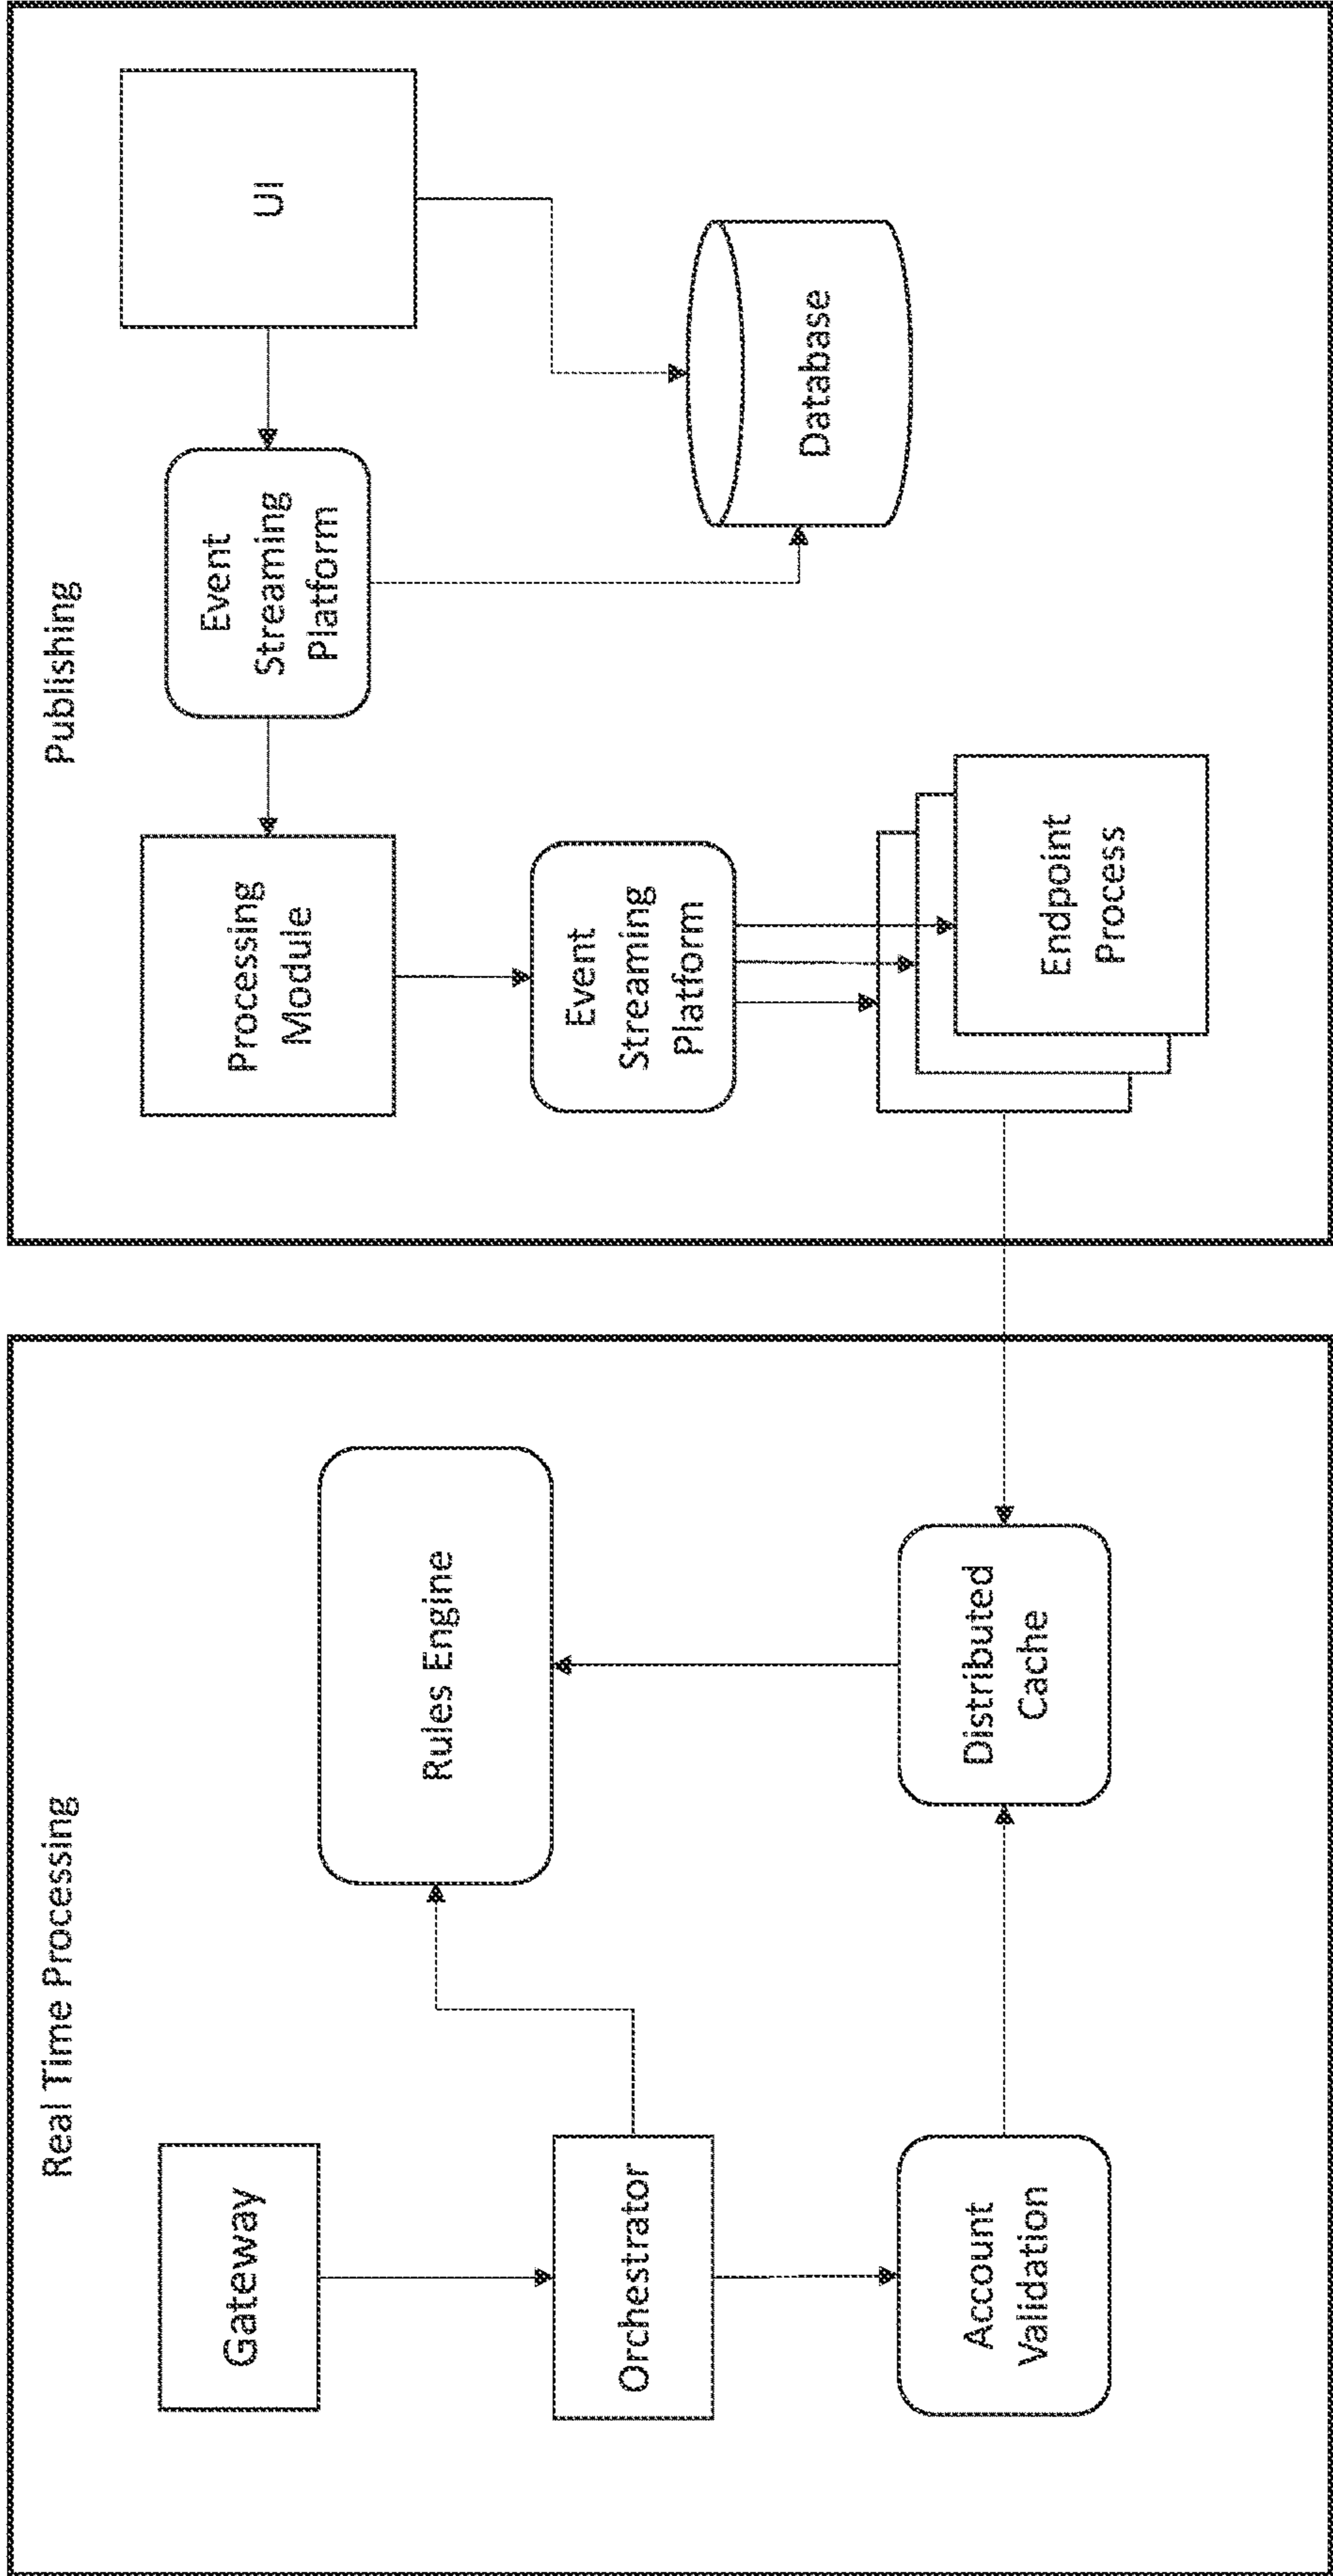 Real Time Processing
Gateway
Orchestrator
Account
Validation
Rules Engine
Distributed
Cache
Publishing
Processing
Module
Event
Streaming
Platform
UI
Event
Streaming
Platform
Endpoint
Process
Database